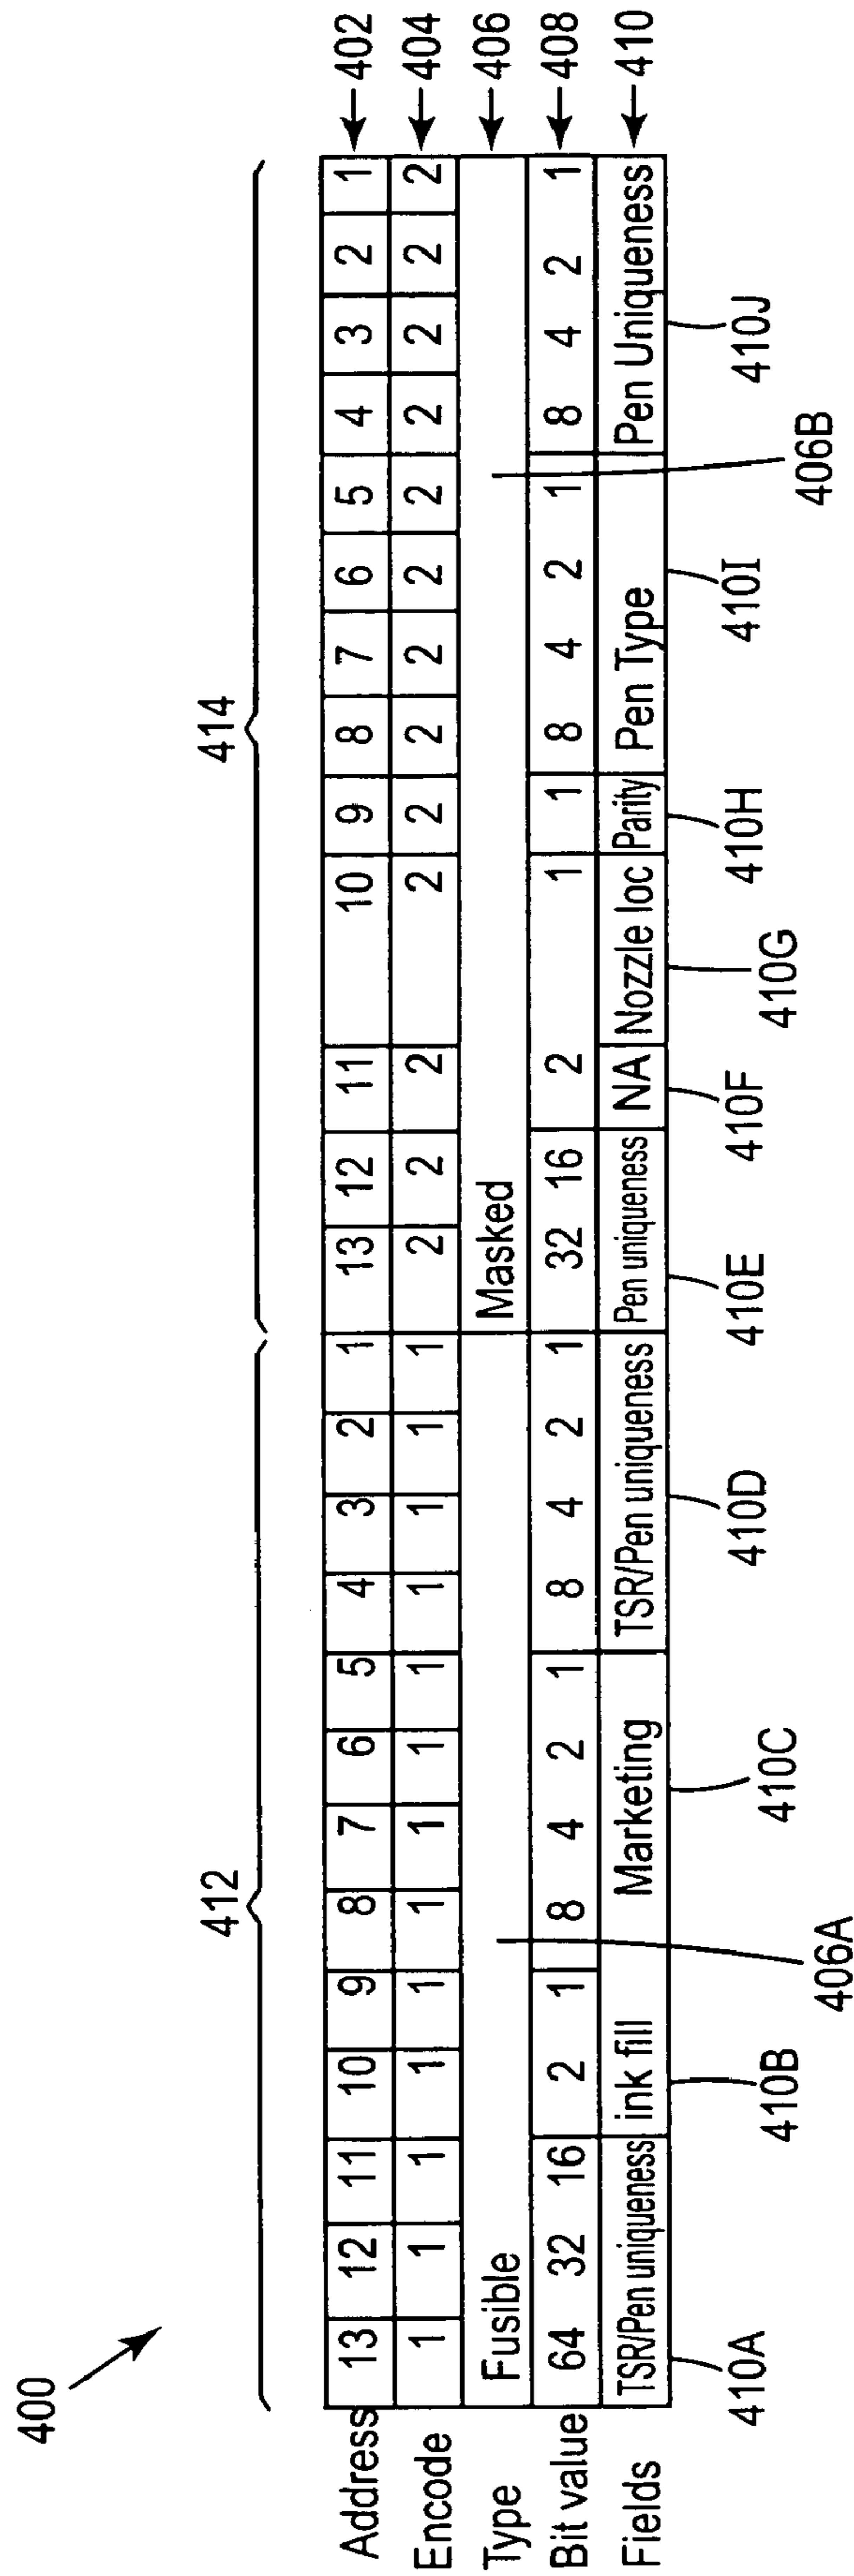 400
412
414
Address 13 12 11 10 9 8 7 6 5 4 3 2 1 13 12 11 10 9 8 7 6 5 4 3 2 1 402
Encode 1 1 1 1 1 1 1 1 1 1 1 1 1 2 2 2 2 2 2 2 2 2 2 2 2 2 404
Type Fusible Masked 406
Bit value 64 32 16 2 1 8 4 2 1 8 4 2 1 32 16 2 1 1 8 4 2 1 8 4 2 1 408
Fields TSR/Pen uniqueness ink fill Marketing TSR/Pen uniqueness Pen uniqueness NA Nozzle loc Parity Pen Type Pen Uniqueness 410
410A 410B 406A 410C 410D 410E 410F 410G 410H 410I 406B 410J